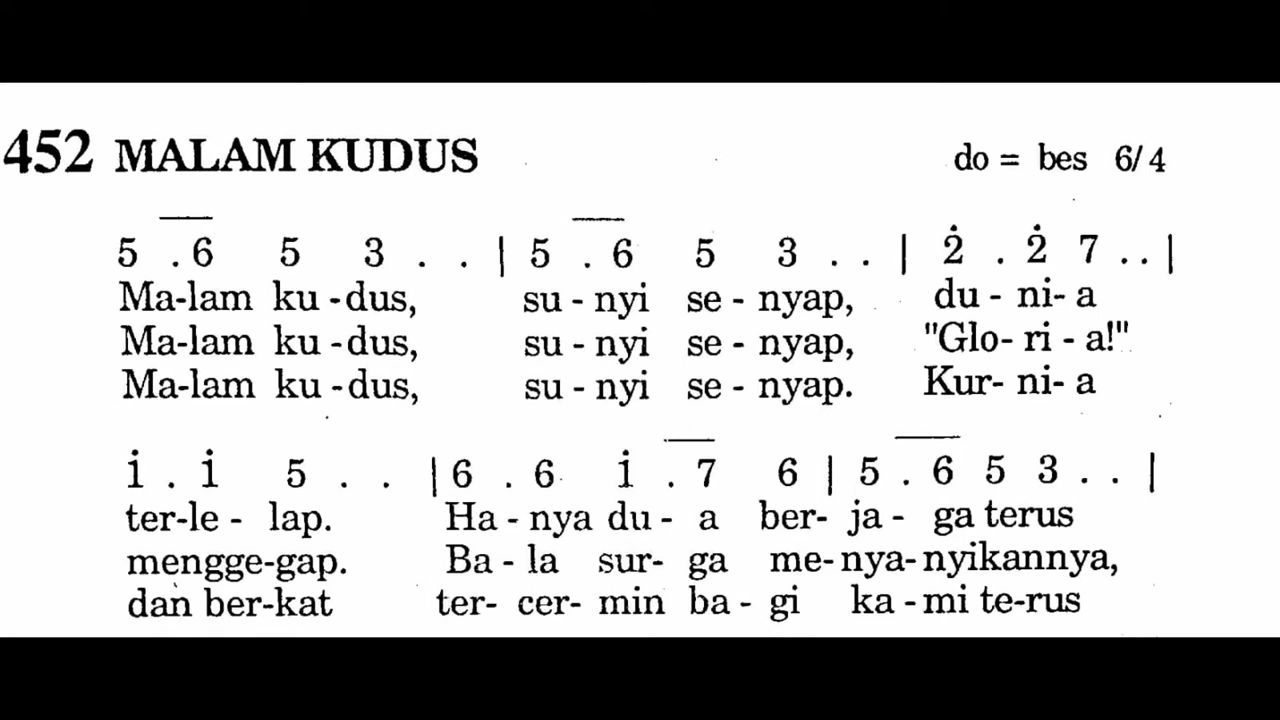 452 MALAM KUDUS do = bes 6/4
5 . 6 5 3 . . | 5 . 6 5 3 . . | 2̇ . 2̇ 7 . . |
Ma-lam ku -dus, su - nyi se - nyap, du - ni- a
Ma-lam ku -dus, su - nyi se - nyap, "Glo- ri - a!"
Ma-lam ku -dus, su - nyi se - nyap. Kur- ni- a
1̇ . 1̇ 5 . . | 6 . 6 1̇ . 7 6 | 5 . 6 5 3 . . |
ter-le - lap. Ha - nya du - a ber- ja - ga terus
mengge-gap. Ba - la sur- ga me- nya- nyikannya,
dan ber-kat ter- cer- min ba - gi ka - mi te-rus